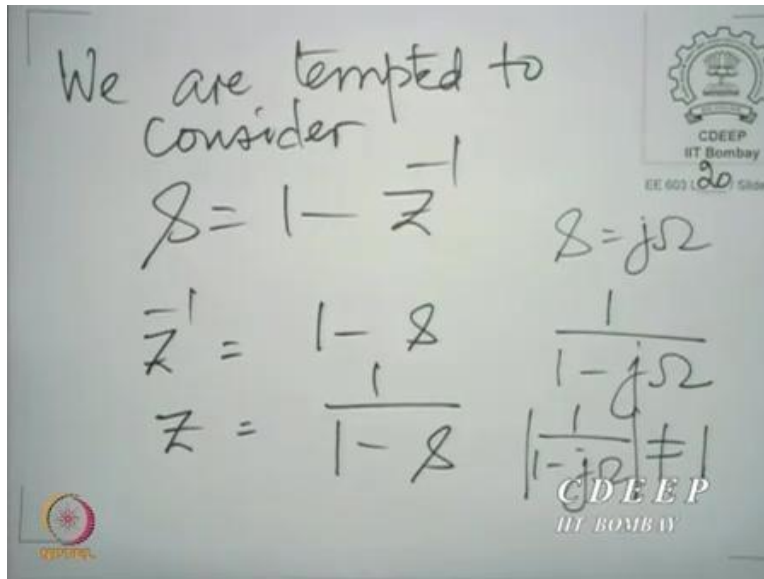 We are tempted to
consider
s = 1 - z^-1
z^-1 = 1 - s
z = 1/(1 - s)
s = jΩ
1/(1 - jΩ)
|1/(1 - jΩ)| ≠ 1
CDEEP
IIT Bombay
EE 603 L 20 / Slide
NPTEL
CDEEP
IIT BOMBAY